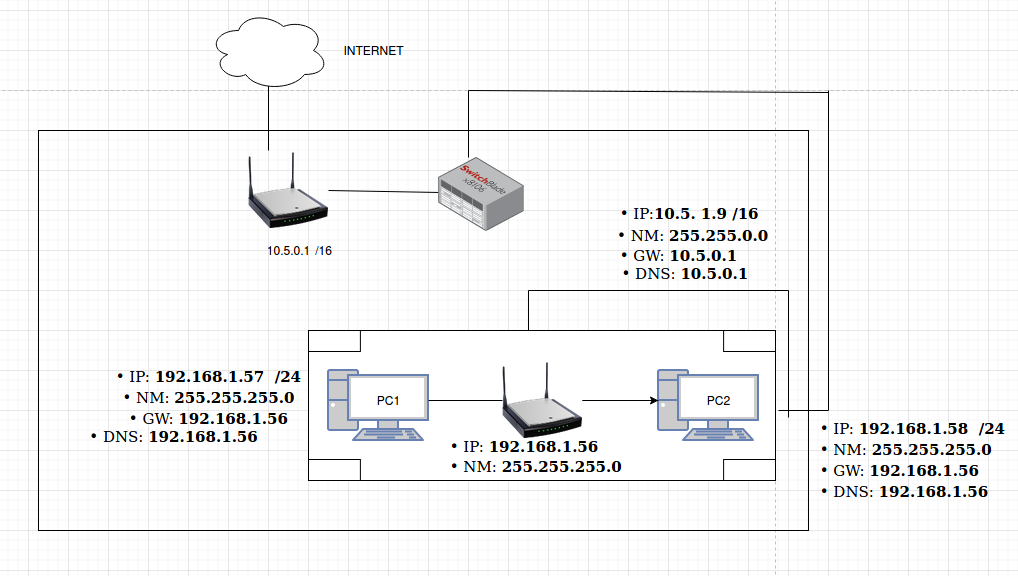 INTERNET
SwitchBlade
x8106
10.5.0.1 /16
• IP:10.5. 1.9 /16
• NM: 255.255.0.0
• GW: 10.5.0.1
• DNS: 10.5.0.1
• IP: 192.168.1.57 /24
• NM: 255.255.255.0
• GW: 192.168.1.56
• DNS: 192.168.1.56
PC1
PC2
• IP: 192.168.1.56
• NM: 255.255.255.0
• IP: 192.168.1.58 /24
• NM: 255.255.255.0
• GW: 192.168.1.56
• DNS: 192.168.1.56